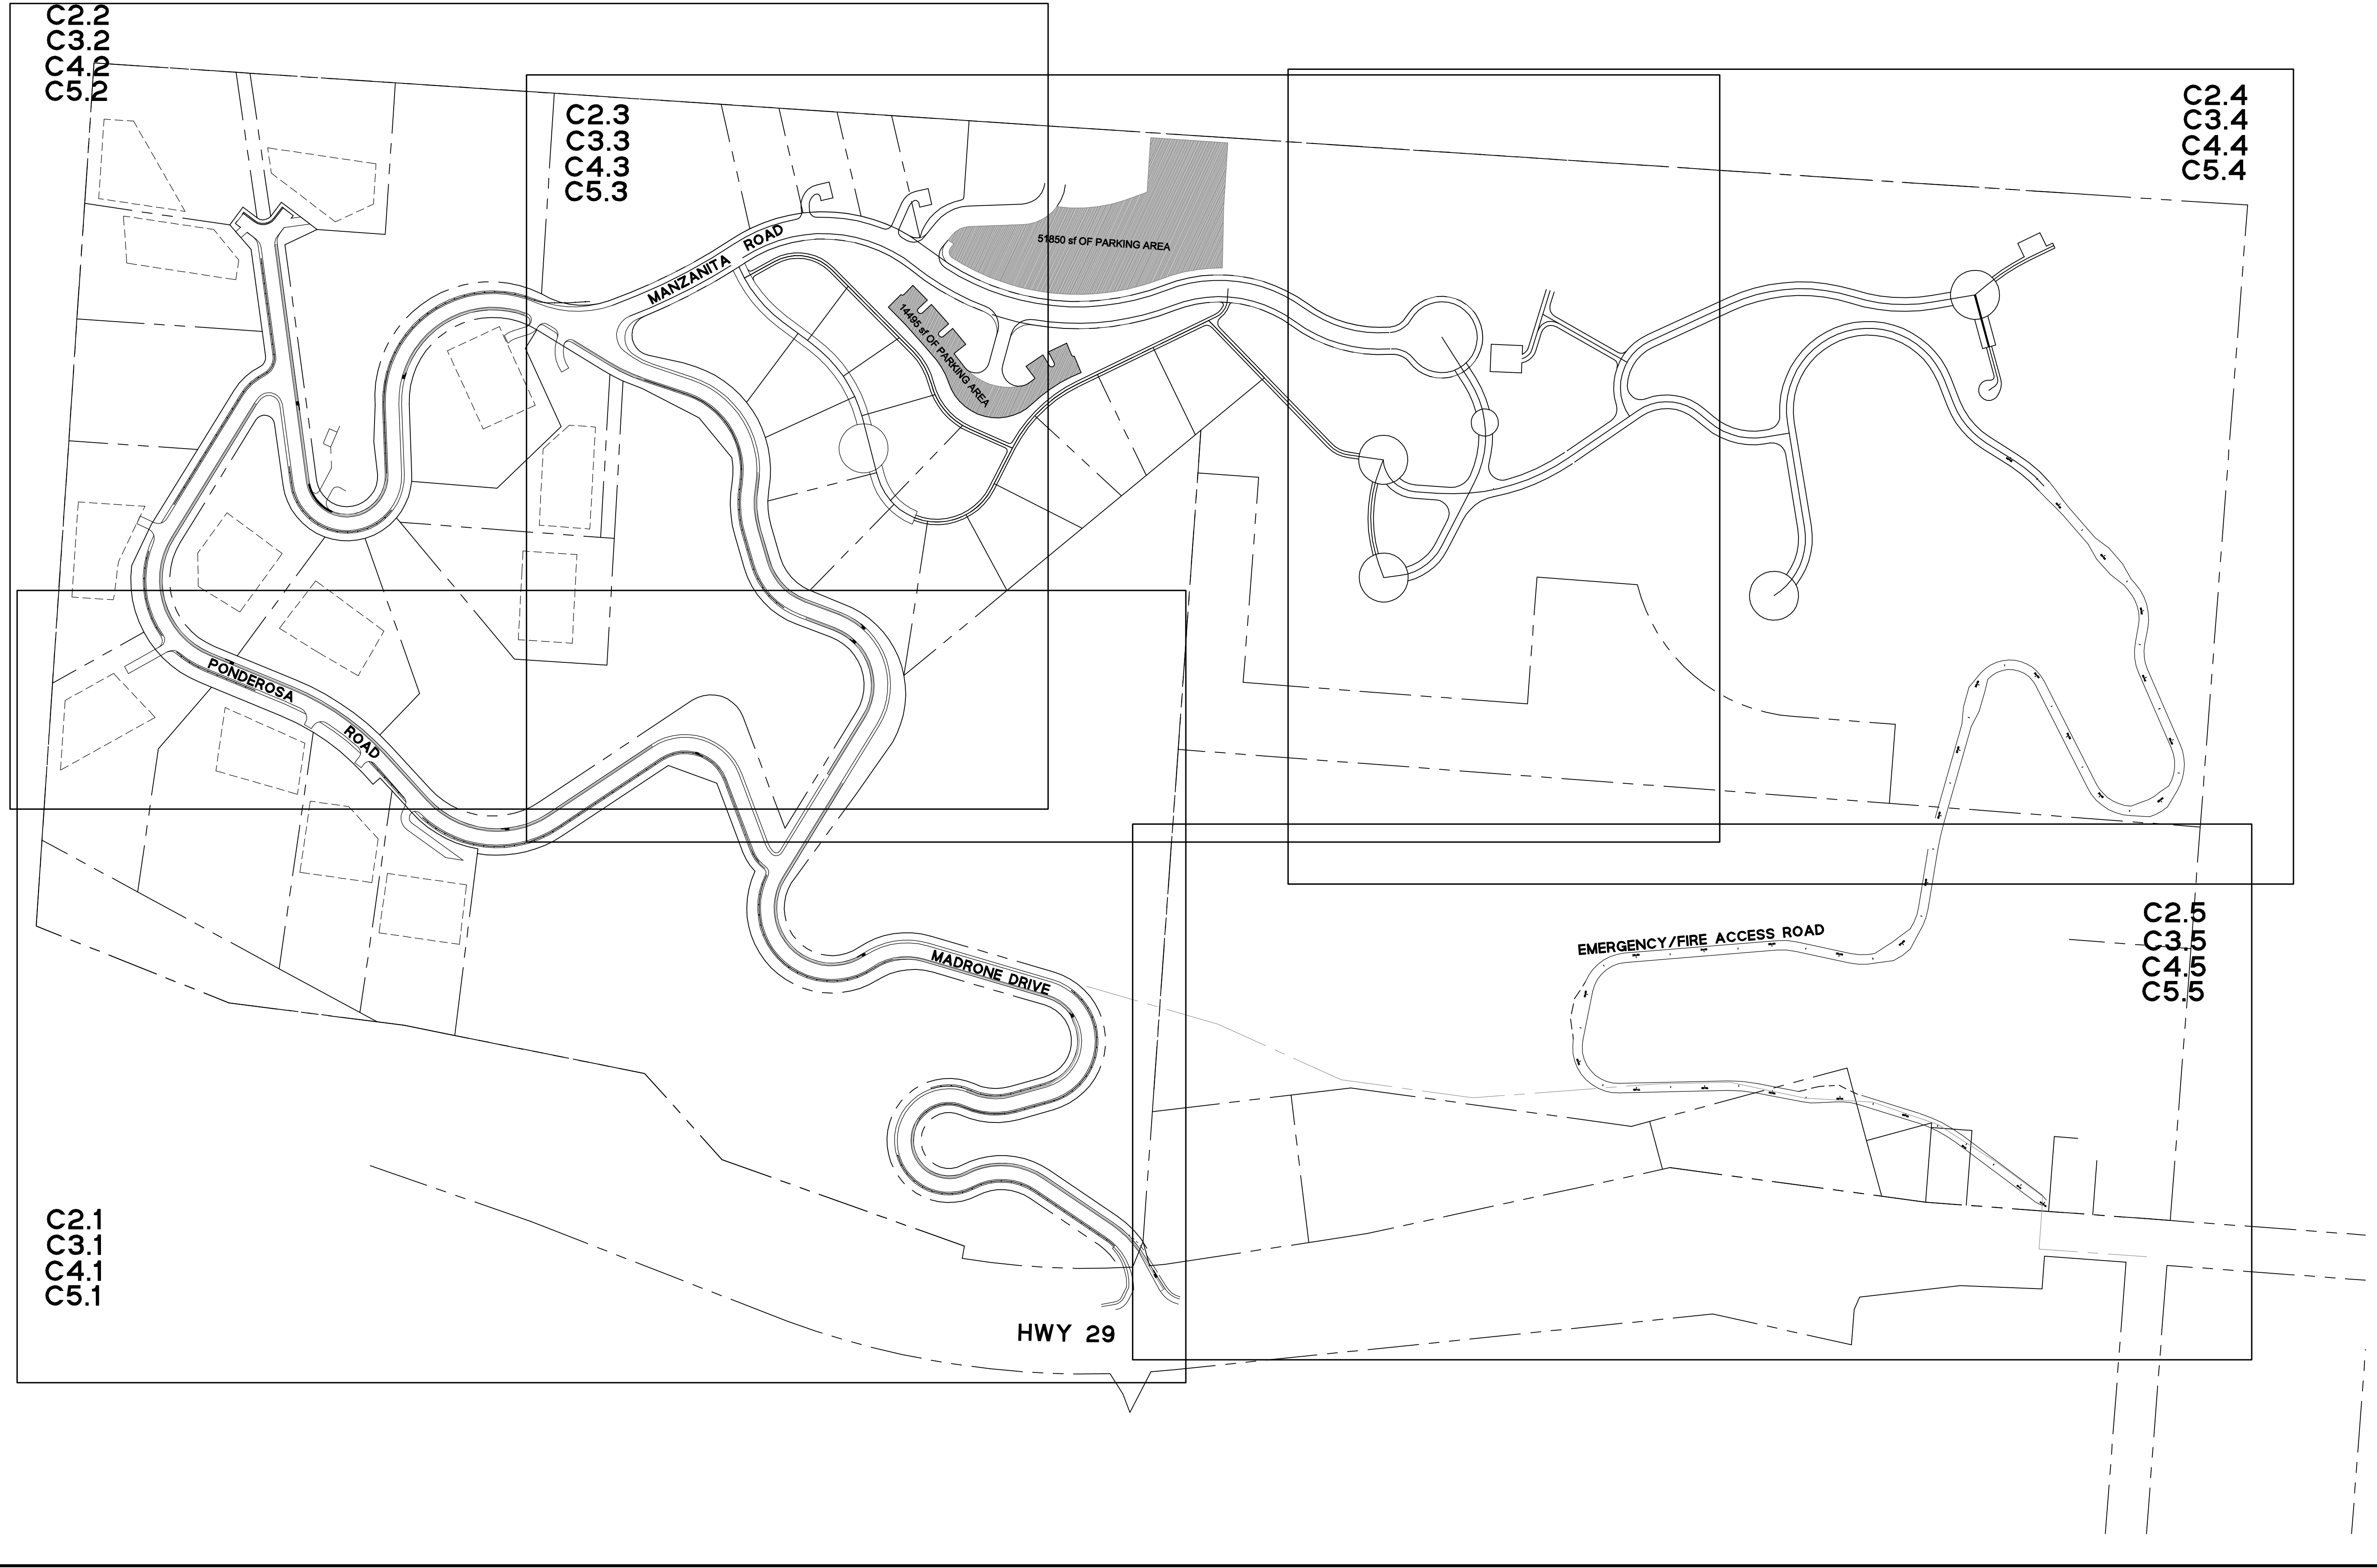 C2.2
C3.2
C4.2
C5.2
C2.3
C3.3
C4.3
C5.3
C2.4
C3.4
C4.4
C5.4
MANZANITA ROAD
51850 sf OF PARKING AREA
14495 sf OF PARKING AREA
PONDEROSA ROAD
MADRONE DRIVE
EMERGENCY/FIRE ACCESS ROAD
C2.5
C3.5
C4.5
C5.5
C2.1
C3.1
C4.1
C5.1
HWY 29